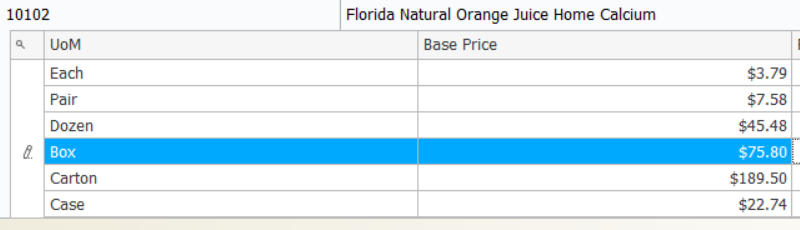 10102 Florida Natural Orange Juice Home Calcium
UoM Base Price
Each $3.79
Pair $7.58
Dozen $45.48
Box $75.80
Carton $189.50
Case $22.74